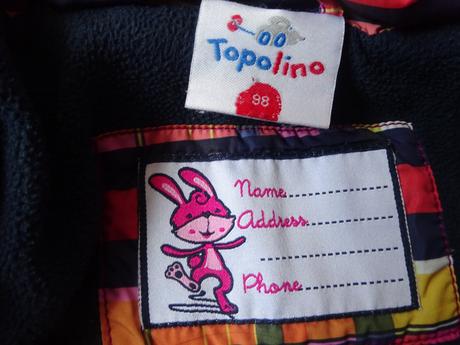 Topolino
98
Name
Address
Phone